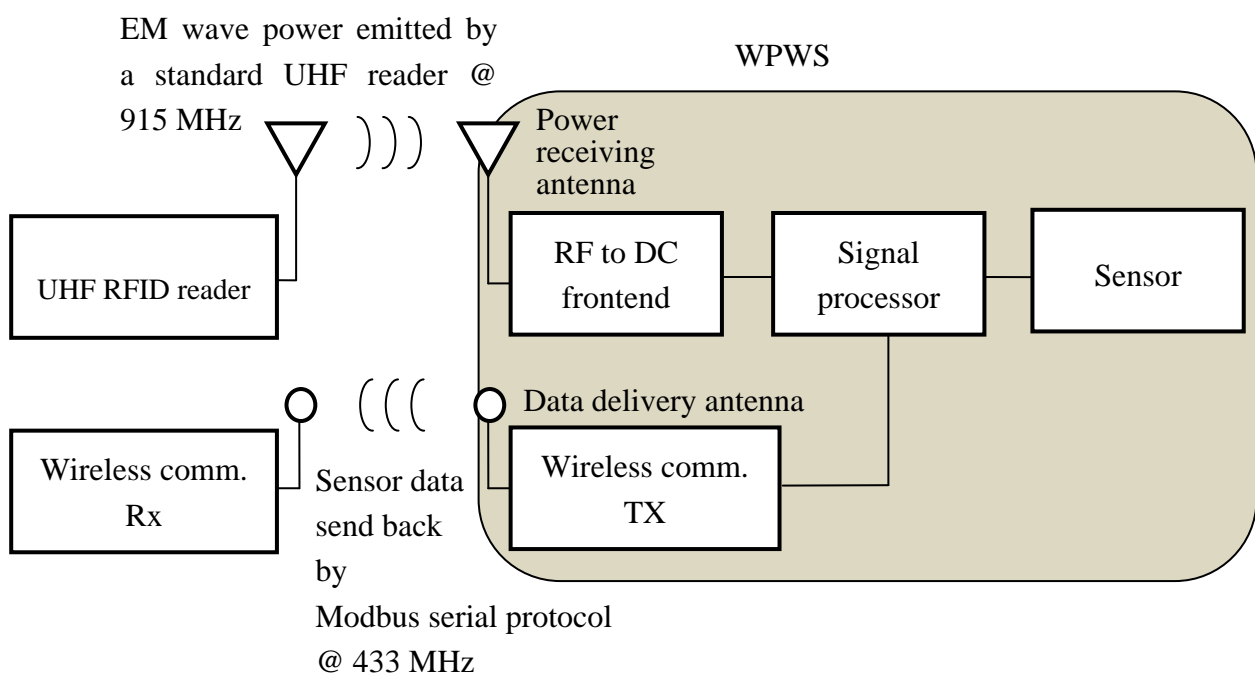 EM wave power emitted by
a standard UHF reader @
915 MHz
WPWS
Power
receiving
antenna
UHF RFID reader
RF to DC
frontend
Signal
processor
Sensor
Data delivery antenna
Wireless comm.
Rx
Sensor data
send back
by
Modbus serial protocol
@ 433 MHz
Wireless comm.
TX